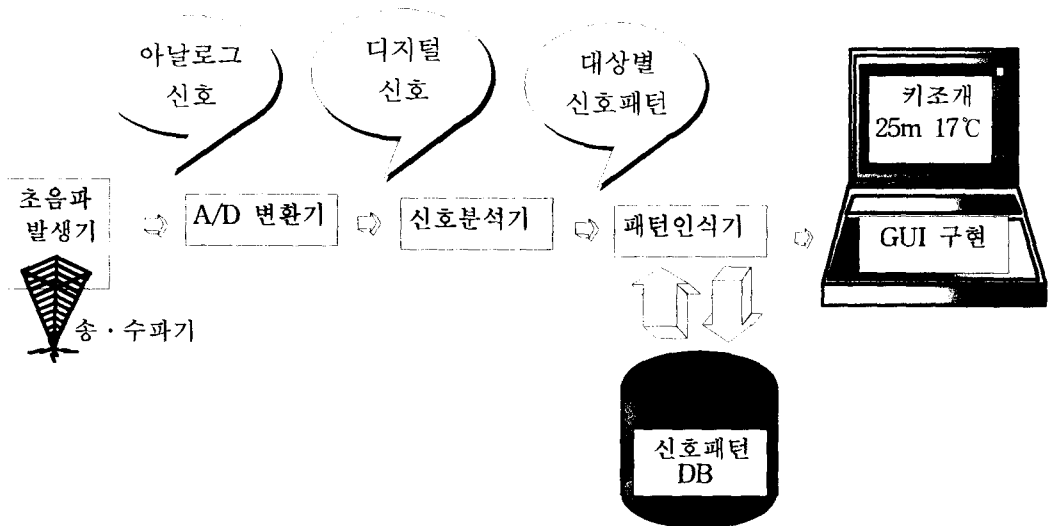 아날로그
신호
디지털
신호
대상별
신호패턴
키조개
25m 17℃
초음파
발생기
A/D 변환기
신호분석기
패턴인식기
GUI 구현
송·수파기
신호패턴
DB